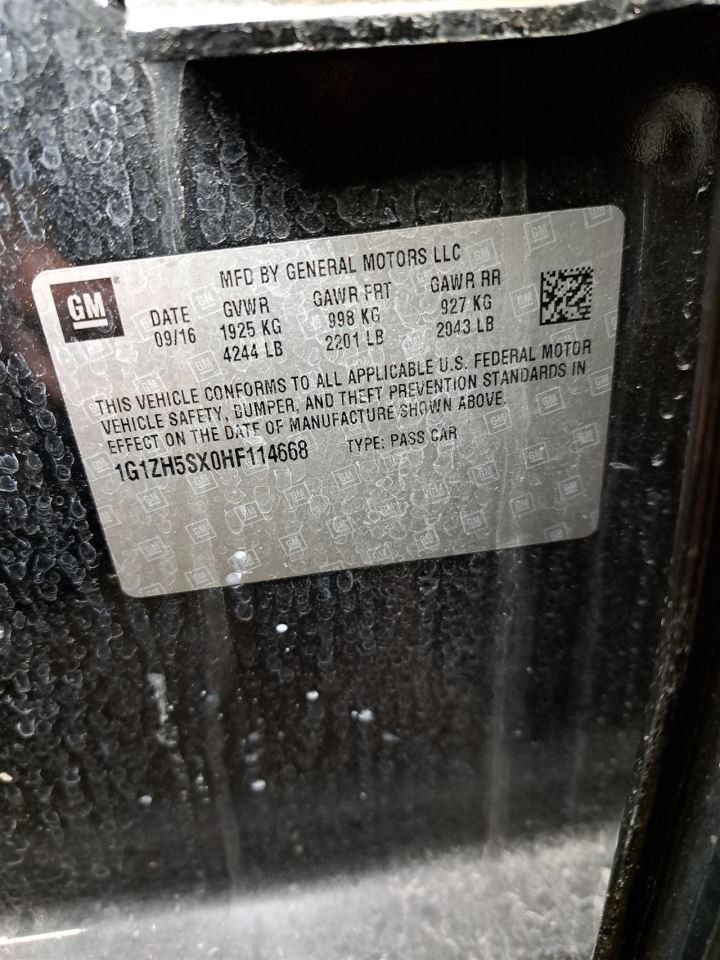 MFD BY GENERAL MOTORS LLC
GM®
DATE GVWR GAWR FRT GAWR RR
09/16 1925 KG 998 KG 927 KG
4244 LB 2201 LB 2043 LB
THIS VEHICLE CONFORMS TO ALL APPLICABLE U.S. FEDERAL MOTOR
VEHICLE SAFETY, BUMPER, AND THEFT PREVENTION STANDARDS IN
EFFECT ON THE DATE OF MANUFACTURE SHOWN ABOVE.
1G1ZH5SX0HF114668 TYPE: PASS CAR